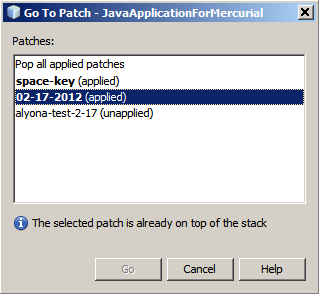 Go To Patch - JavaApplicationForMercurial
Patches:
Pop all applied patches
space-key (applied)
02-17-2012 (applied)
alyona-test-2-17 (unapplied)
The selected patch is already on top of the stack
Go Cancel Help